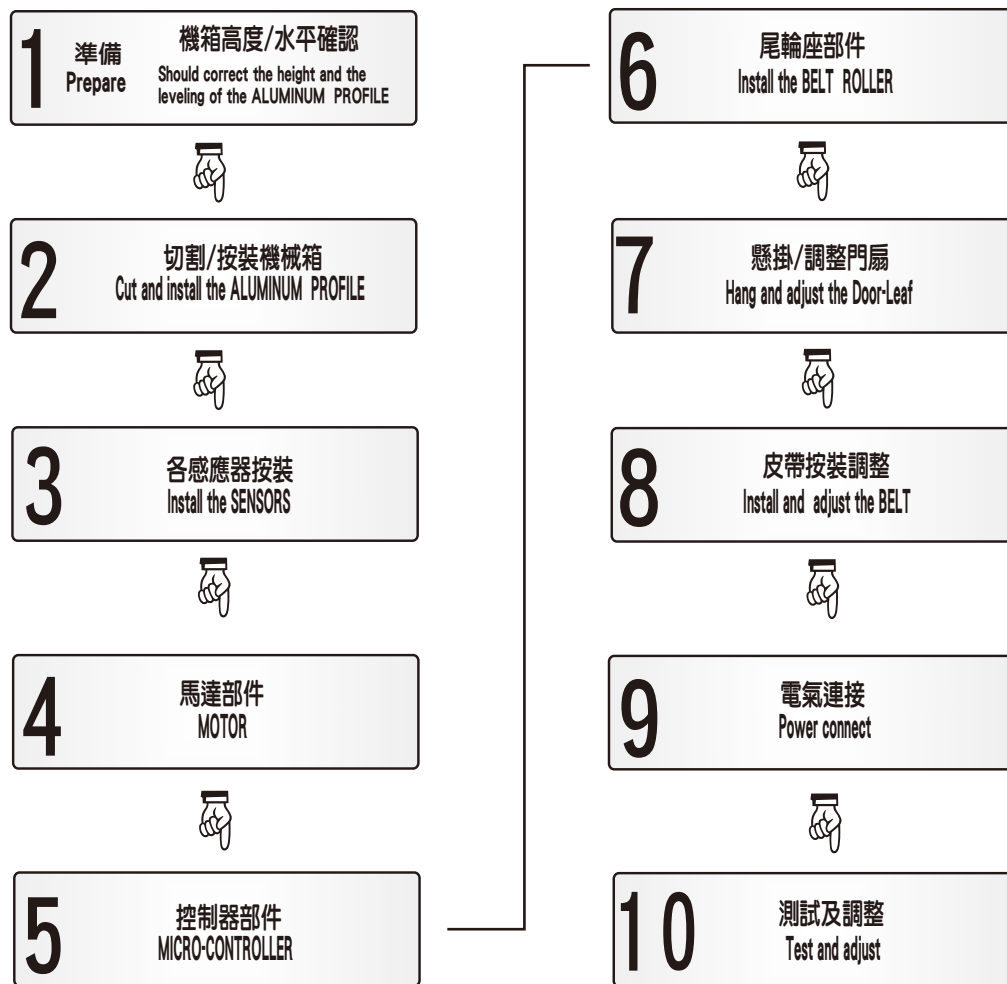 1
準備
Prepare
機箱高度/水平確認
Should correct the height and the
leveling of the ALUMINUM PROFILE
2
切割/按裝機械箱
Cut and install the ALUMINUM PROFILE
3
各感應器按裝
Install the SENSORS
4
馬達部件
MOTOR
5
控制器部件
MICRO-CONTROLLER
6
尾輪座部件
Install the BELT ROLLER
7
懸掛/調整門扇
Hang and adjust the Door-Leaf
8
皮帶按裝調整
Install and adjust the BELT
9
電氣連接
Power connect
10
測試及調整
Test and adjust